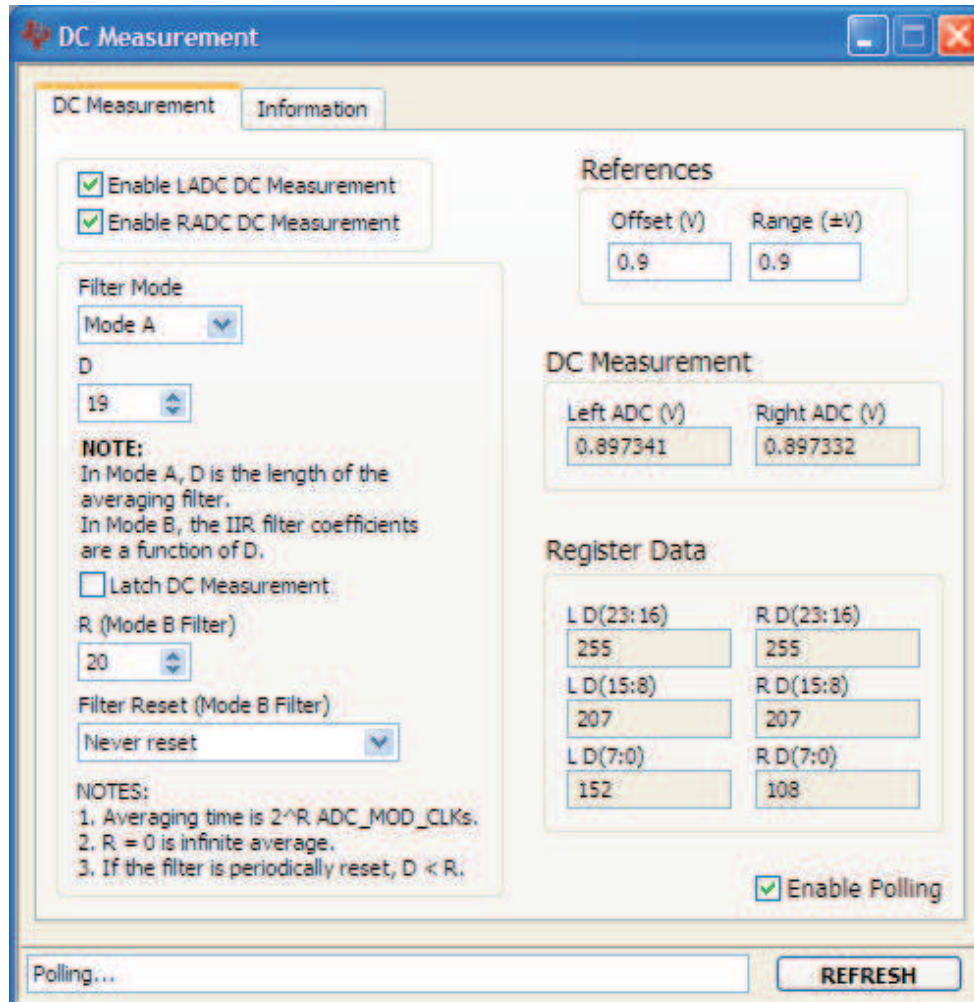 DC Measurement
DC Measurement
Information
Enable LADC DC Measurement
Enable RADC DC Measurement
Filter Mode
Mode A
D
19
NOTE:
In Mode A, D is the length of the
averaging filter.
In Mode B, the IIR filter coefficients
are a function of D.
Latch DC Measurement
R (Mode B Filter)
20
Filter Reset (Mode B Filter)
Never reset
NOTES:
1. Averaging time is 2^R ADC_MOD_CLKs.
2. R = 0 is infinite average.
3. If the filter is periodically reset, D < R.
References
Offset (V) Range (±V)
0.9 0.9
DC Measurement
Left ADC (V) Right ADC (V)
0.897341 0.897332
Register Data
L D(23:16) R D(23:16)
255 255
L D(15:8) R D(15:8)
207 207
L D(7:0) R D(7:0)
152 108
Enable Polling
Polling...
REFRESH